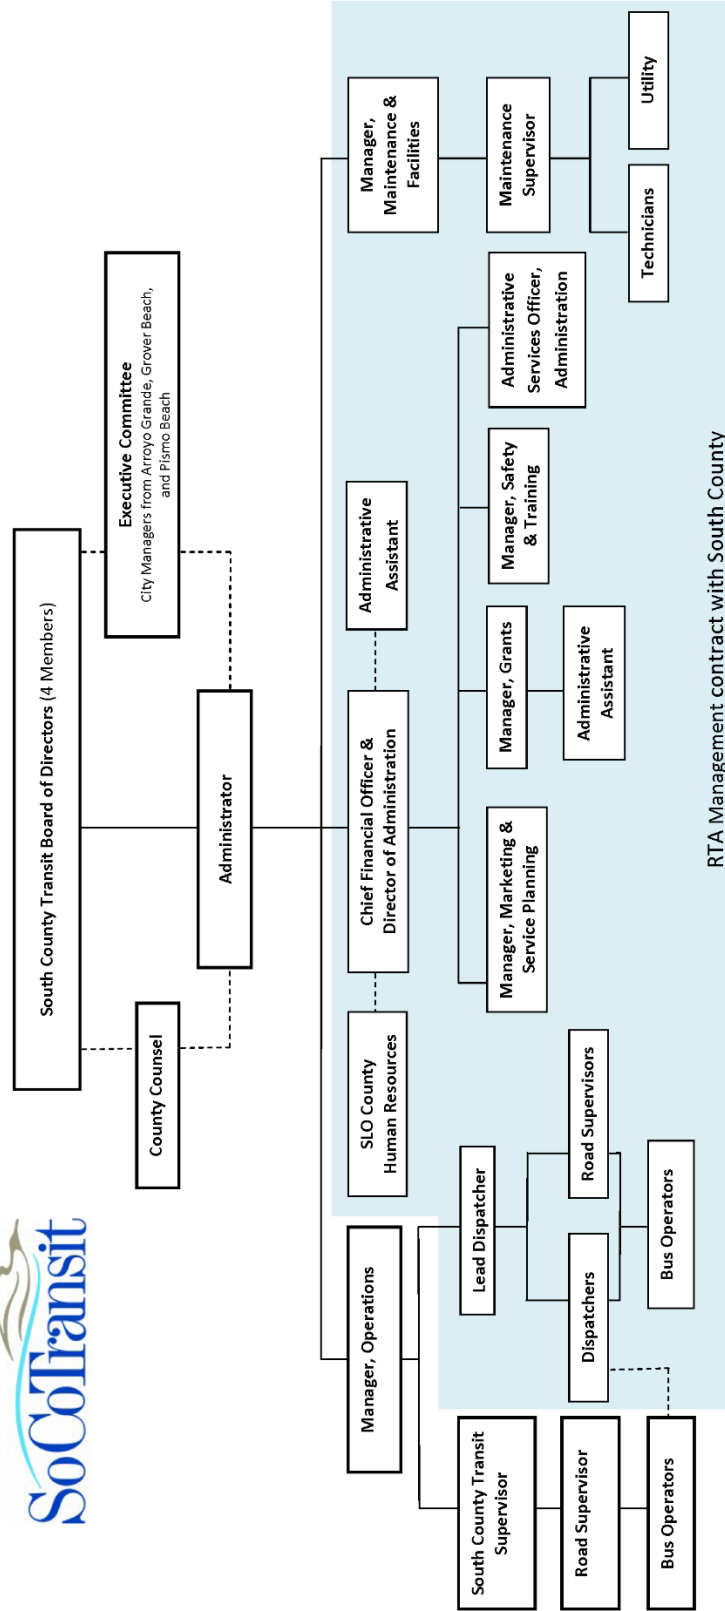 SoCoTransit
South County Transit Board of Directors (4 Members)
County Counsel
Executive Committee
City Managers from Arroyo Grande, Grover Beach,
and Pismo Beach
Administrator
Manager, Operations
SLO County
Human Resources
Chief Financial Officer &
Director of Administration
Administrative
Assistant
Manager,
Maintenance &
Facilities
South County Transit
Supervisor
Lead Dispatcher
Manager, Marketing &
Service Planning
Manager, Grants
Manager, Safety
& Training
Administrative
Services Officer,
Administration
Maintenance
Supervisor
Road Supervisor
Dispatchers
Road Supervisors
Administrative
Assistant
Technicians
Utility
Bus Operators
Bus Operators
RTA Management contract with South County